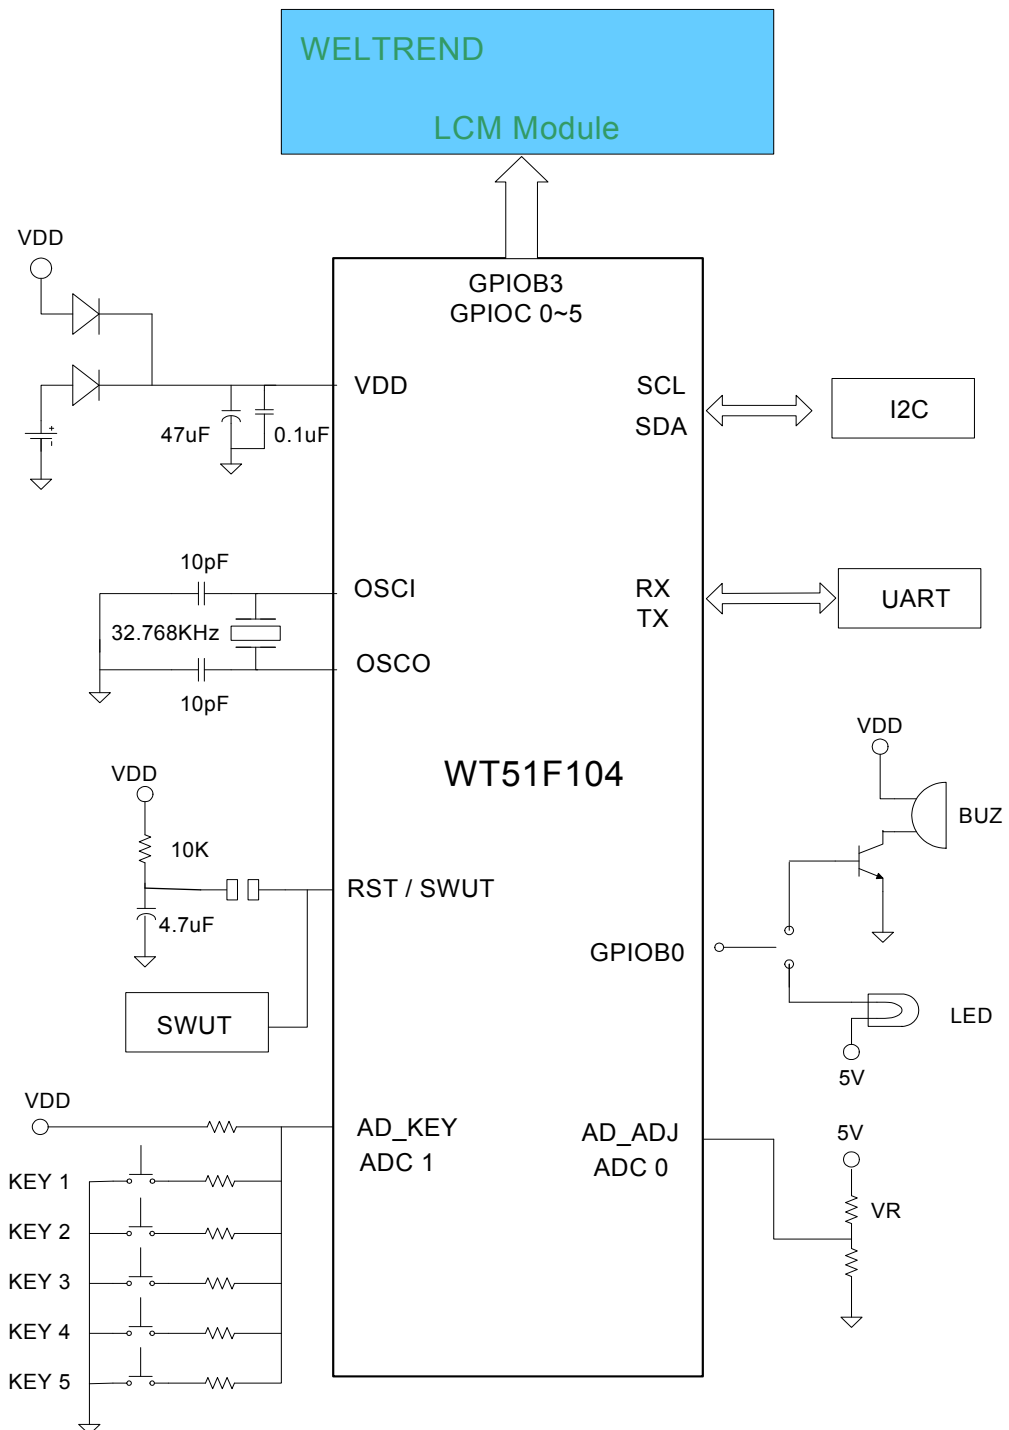 WELTREND
LCM Module
VDD
GPIOB3
GPIOC 0~5
VDD
SCL
SDA
I2C
47uF
0.1uF
+
-
10pF
OSCI
RX
TX
UART
32.768KHz
OSCO
10pF
VDD
VDD
WT51F104
BUZ
10K
RST / SWUT
4.7uF
GPIOB0
SWUT
LED
5V
VDD
AD_KEY
ADC 1
AD_ADJ
ADC 0
5V
VR
KEY 1
KEY 2
KEY 3
KEY 4
KEY 5